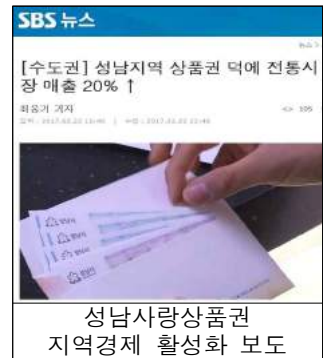 SBS 뉴스
뉴스 >
[수도권] 성남지역 상품권 덕에 전통시
장 매출 20% ↑
최웅기 기자
성남사랑상품권
지역경제 활성화 보도